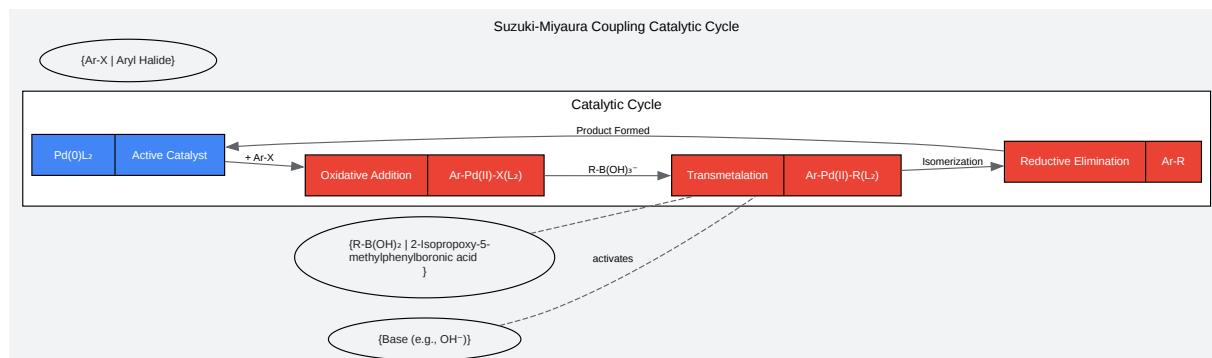 Suzuki-Miyaura Coupling Catalytic Cycle
{Ar-X | Aryl Halide}
Catalytic Cycle
Product Formed
Pd(0)L₂
Active Catalyst
+ Ar-X
Oxidative Addition
Ar-Pd(II)-X(L₂)
R-B(OH)₃⁻
Transmetalation
Ar-Pd(II)-R(L₂)
Isomerization
Reductive Elimination
Ar-R
{R-B(OH)₂ | 2-Isopropoxy-5-
methylphenylboronic acid
}
activates
{Base (e.g., OH⁻)}